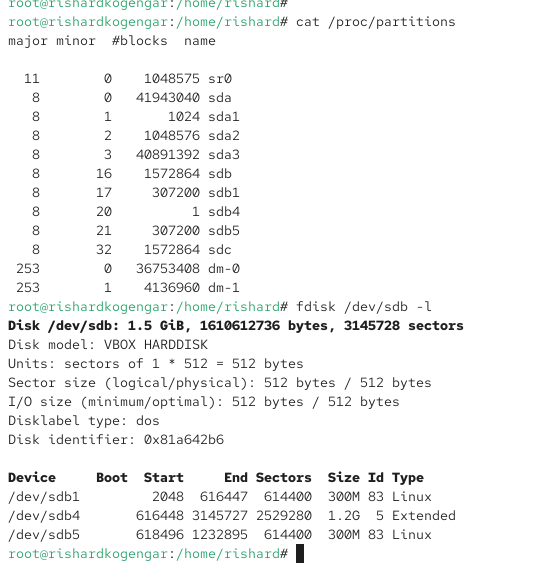 root@rishardkogengar:/home/rishard#
root@rishardkogengar:/home/rishard# cat /proc/partitions
major minor  #blocks  name

  11        0    1048575 sr0
   8        0   41943040 sda
   8        1       1024 sda1
   8        2    1048576 sda2
   8        3   40891392 sda3
   8       16    1572864 sdb
   8       17     307200 sdb1
   8       20          1 sdb4
   8       21     307200 sdb5
   8       32    1572864 sdc
 253        0   36753408 dm-0
 253        1    4136960 dm-1
root@rishardkogengar:/home/rishard# fdisk /dev/sdb -l
Disk /dev/sdb: 1.5 GiB, 1610612736 bytes, 3145728 sectors
Disk model: VBOX HARDDISK
Units: sectors of 1 * 512 = 512 bytes
Sector size (logical/physical): 512 bytes / 512 bytes
I/O size (minimum/optimal): 512 bytes / 512 bytes
Disklabel type: dos
Disk identifier: 0x81a642b6

Device     Boot  Start     End Sectors  Size Id Type
/dev/sdb1         2048  616447  614400  300M 83 Linux
/dev/sdb4       616448 3145727 2529280  1.2G  5 Extended
/dev/sdb5       618496 1232895  614400  300M 83 Linux
root@rishardkogengar:/home/rishard#